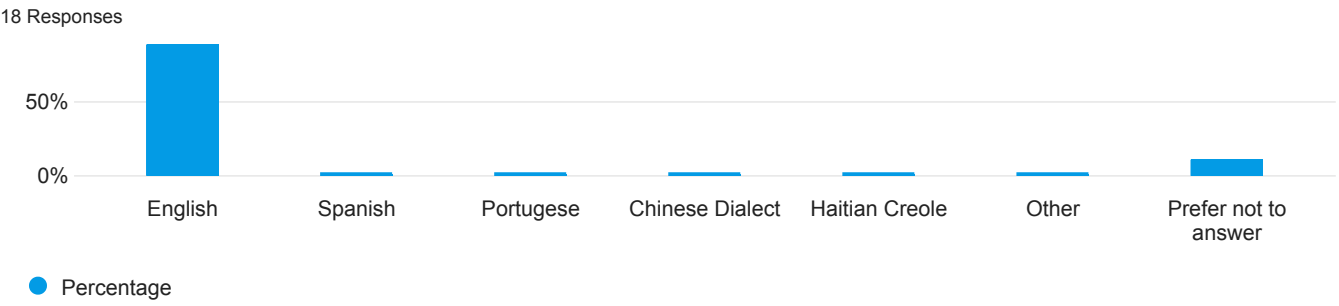 18 Responses
50%
0%
English Spanish Portugese Chinese Dialect Haitian Creole Other Prefer not to
answer
Percentage